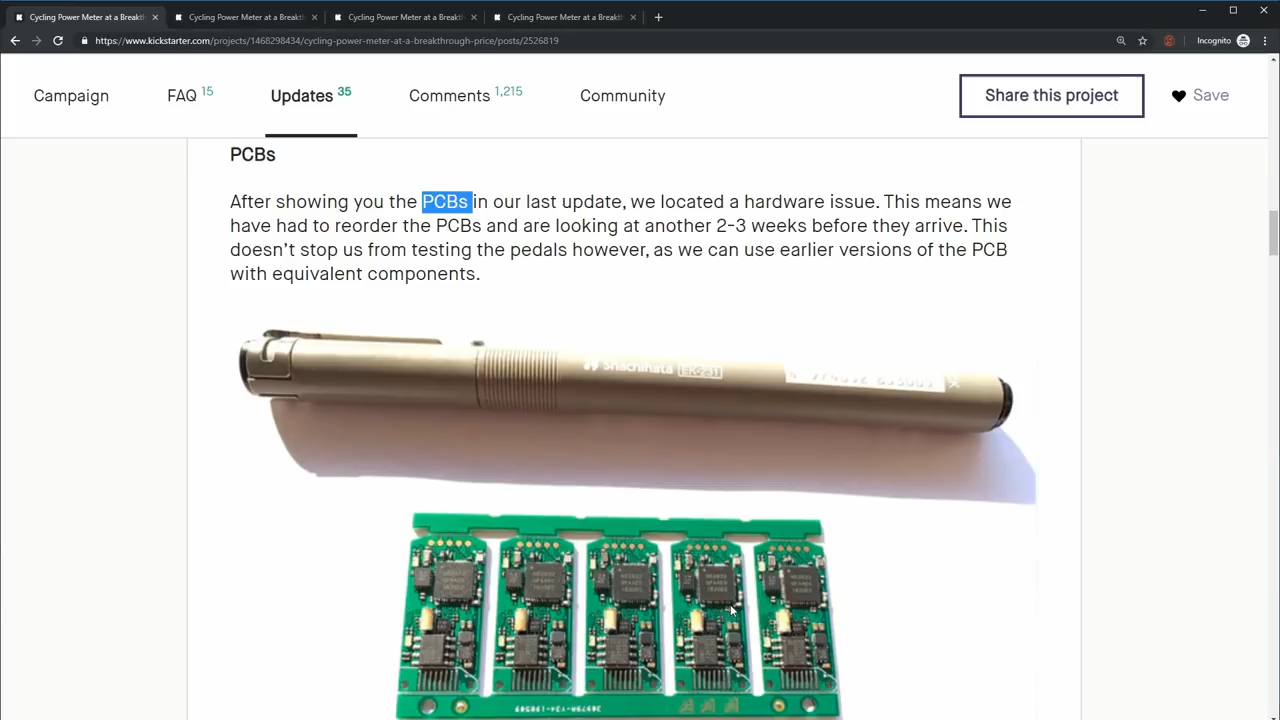 Cycling Power Meter at a Breakt
Cycling Power Meter at a Breakt
Cycling Power Meter at a Breakt
Cycling Power Meter at a Breakt
https://www.kickstarter.com/projects/1468298434/cycling-power-meter-at-a-breakthrough-price/posts/2526819
Incognito
Campaign
FAQ 15
Updates 35
Comments 1,215
Community
Share this project
Save
PCBs
After showing you the PCBs in our last update, we located a hardware issue. This means we
have had to reorder the PCBs and are looking at another 2-3 weeks before they arrive. This
doesn't stop us from testing the pedals however, as we can use earlier versions of the PCB
with equivalent components.
Shachihata